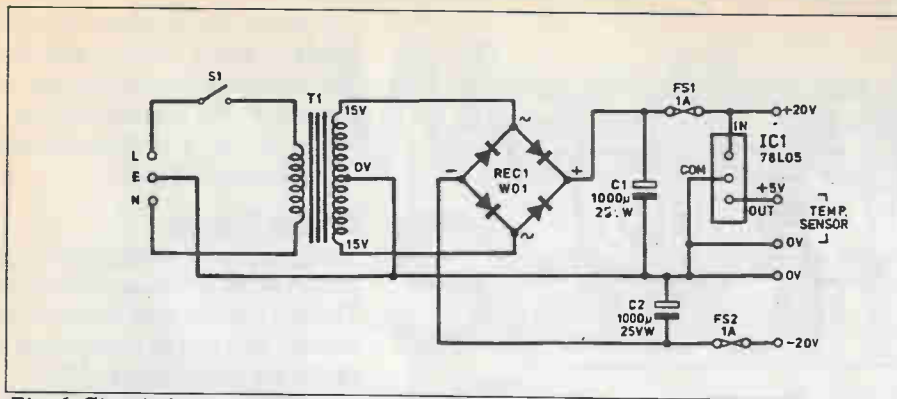 S1
T1
15V
0V
15V
L
E
N
~
REC1
W01
-
+
~
C1
1000µ
25VW
C2
1000µ
25VW
FS1
1A
IN
IC1
78L05
COM
OUT
+20V
+5V
TEMP.
SENSOR
0V
0V
FS2
1A
-20V